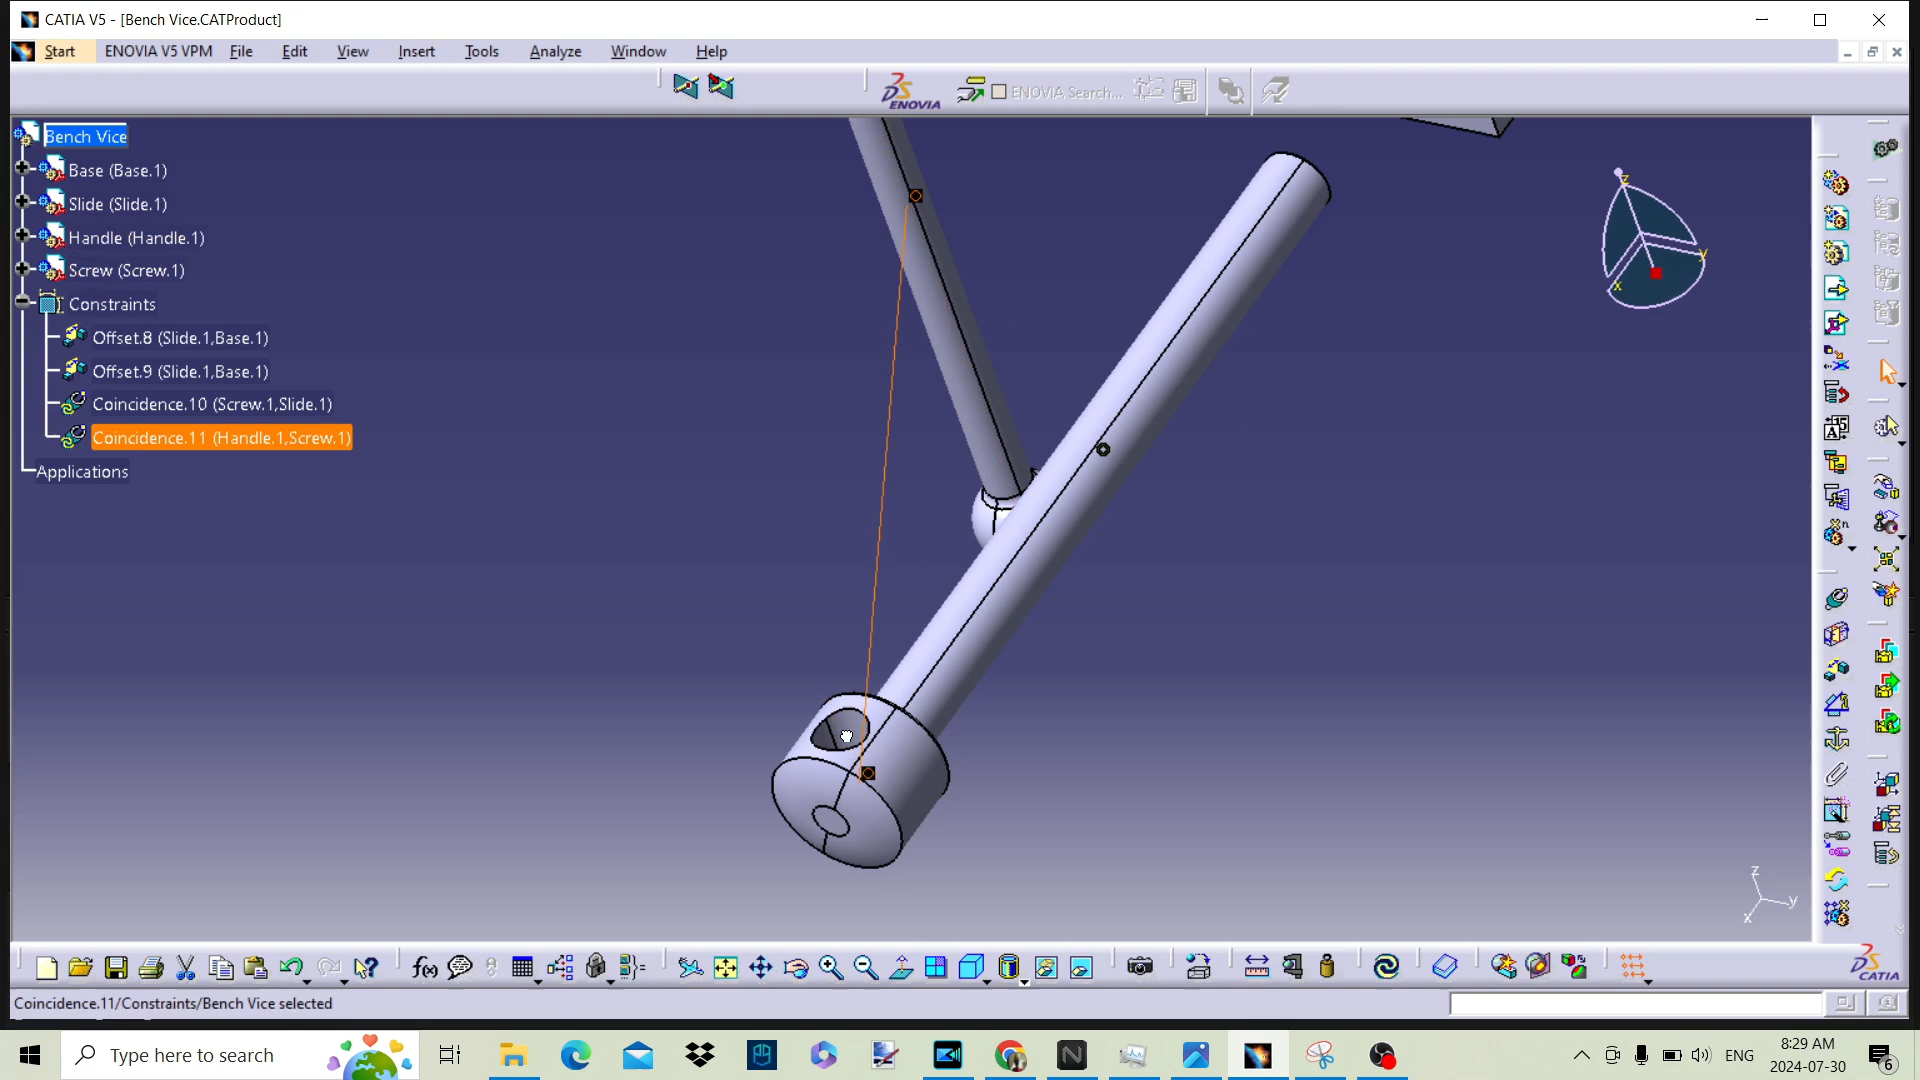 CATIA V5 - [Bench Vice.CATProduct]
Start ENOVIA V5 VPM File Edit View Insert Tools Analyze Window Help
ENOVIA
ENOVIA Search...
Bench Vice
Base (Base.1)
Slide (Slide.1)
Handle (Handle.1)
Screw (Screw.1)
Constraints
Offset.8 (Slide.1,Base.1)
Offset.9 (Slide.1,Base.1)
Coincidence.10 (Screw.1,Slide.1)
Coincidence.11 (Handle.1,Screw.1)
Applications
z
y
x
z
y
x
f(x)
CATIA
Coincidence.11/Constraints/Bench Vice selected
Type here to search
ENG
8:29 AM
2024-07-30
6